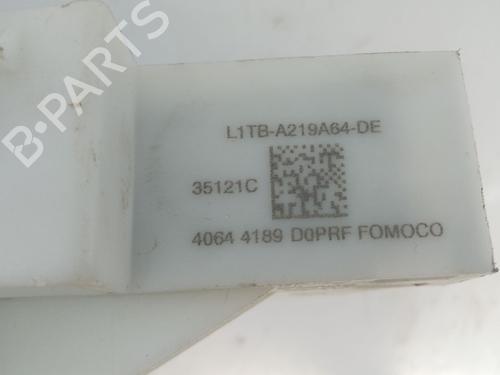 B-PARTS
L1TB-A219A64-DE
35121C
4064 4189 D0PRF FOMOCO